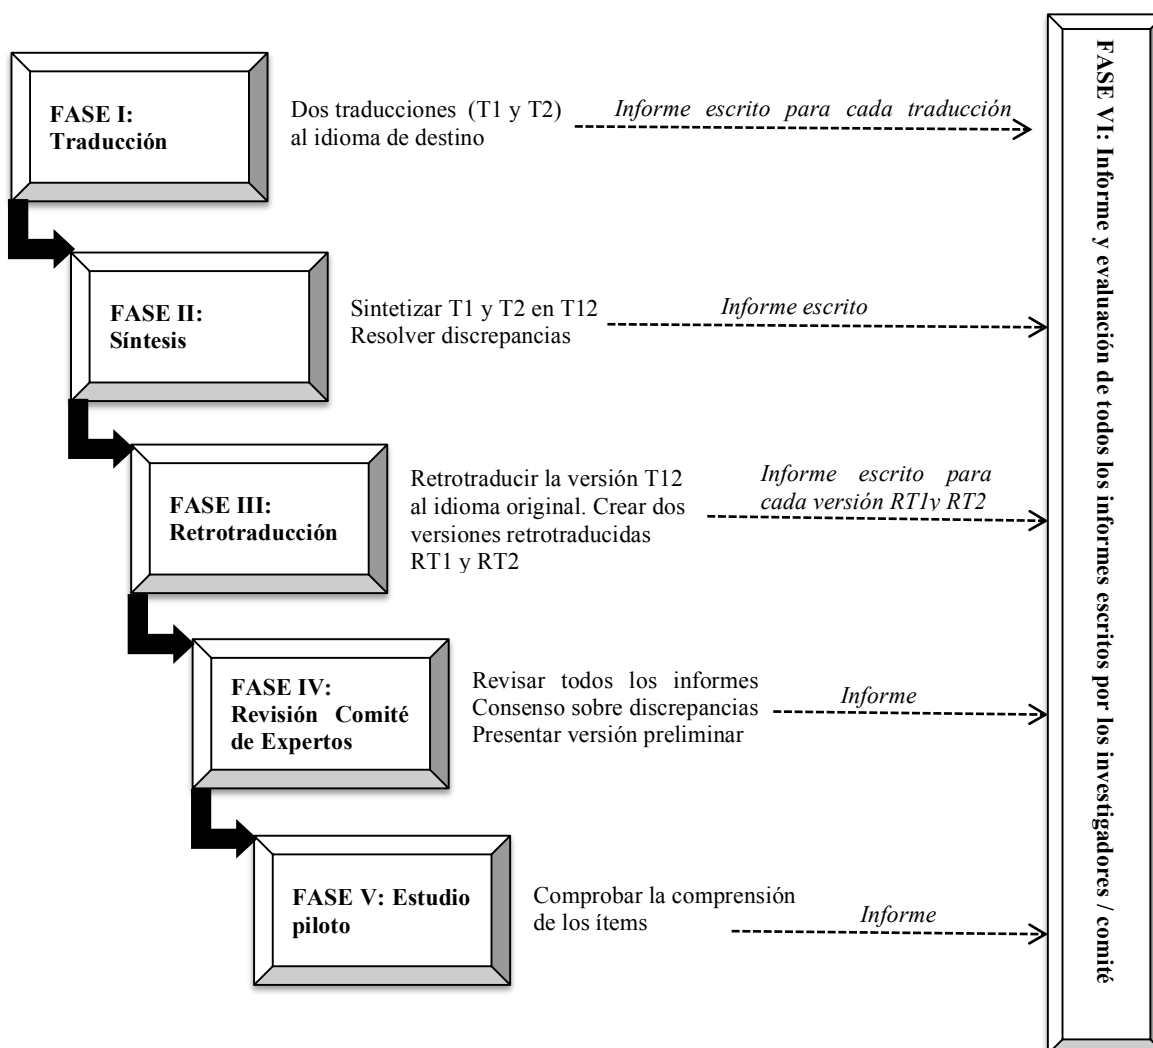 FASE I:
Traducción
Dos traducciones (T1 y T2)
al idioma de destino
Informe escrito para cada traducción
FASE II:
Síntesis
Sintetizar T1 y T2 en T12
Resolver discrepancias
Informe escrito
FASE III:
Retrotraducción
Retrotraducir la versión T12
al idioma original. Crear dos
versiones retrotraducidas
RT1 y RT2
Informe escrito para
cada versión RT1y RT2
FASE IV:
Revisión Comité
de Expertos
Revisar todos los informes
Consenso sobre discrepancias
Presentar versión preliminar
Informe
FASE V: Estudio
piloto
Comprobar la comprensión
de los ítems
Informe
FASE VI: Informe y evaluación de todos los informes escritos por los investigadores / comité